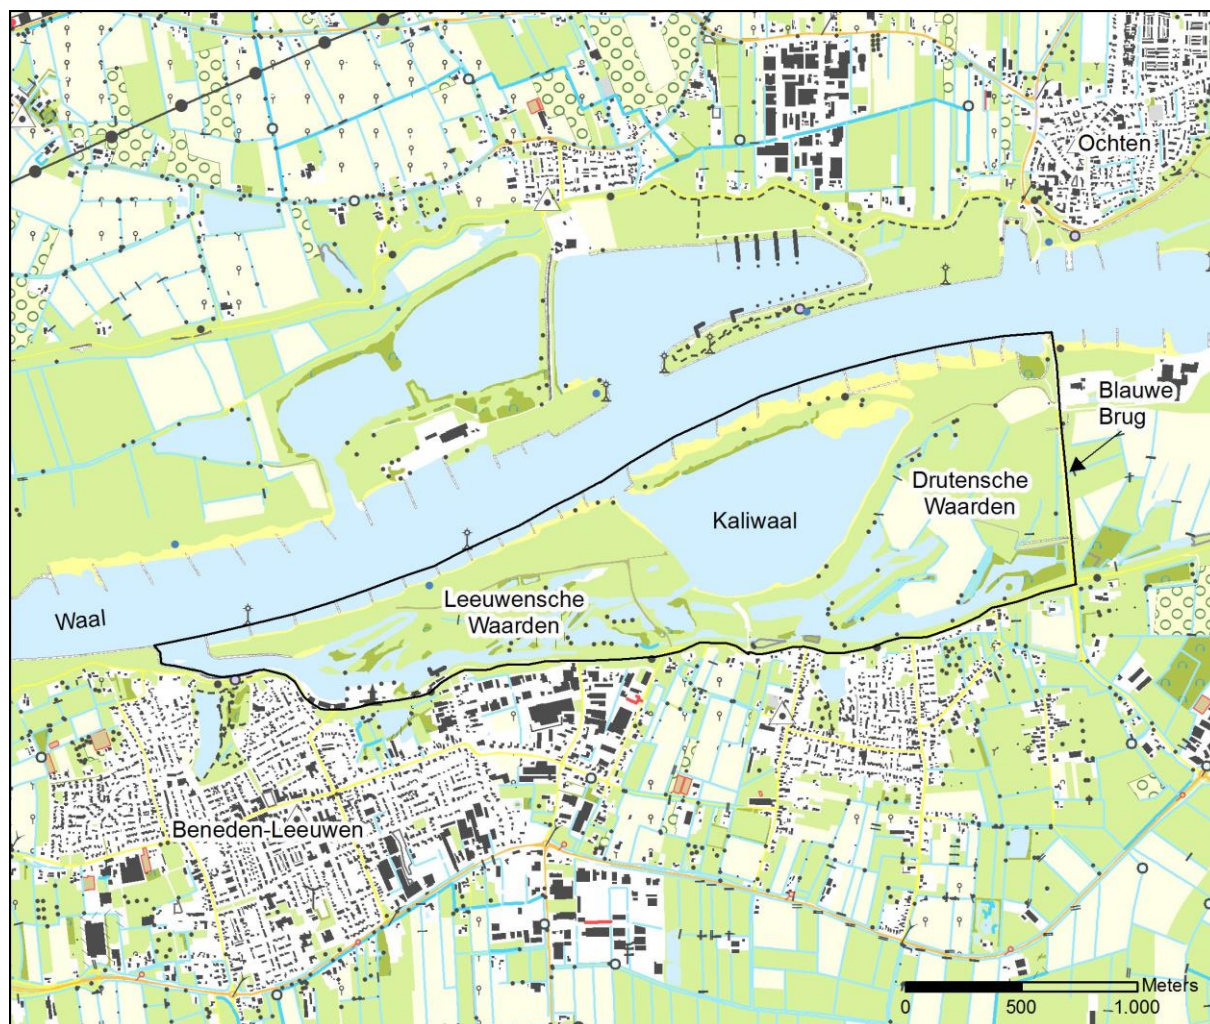 Ochten
Blauwe
Brug
Drutensche
Waarden
Kaliwaal
Leeuwensche
Waarden
Waal
Beneden-Leeuwen
Meters
0 500 1.000